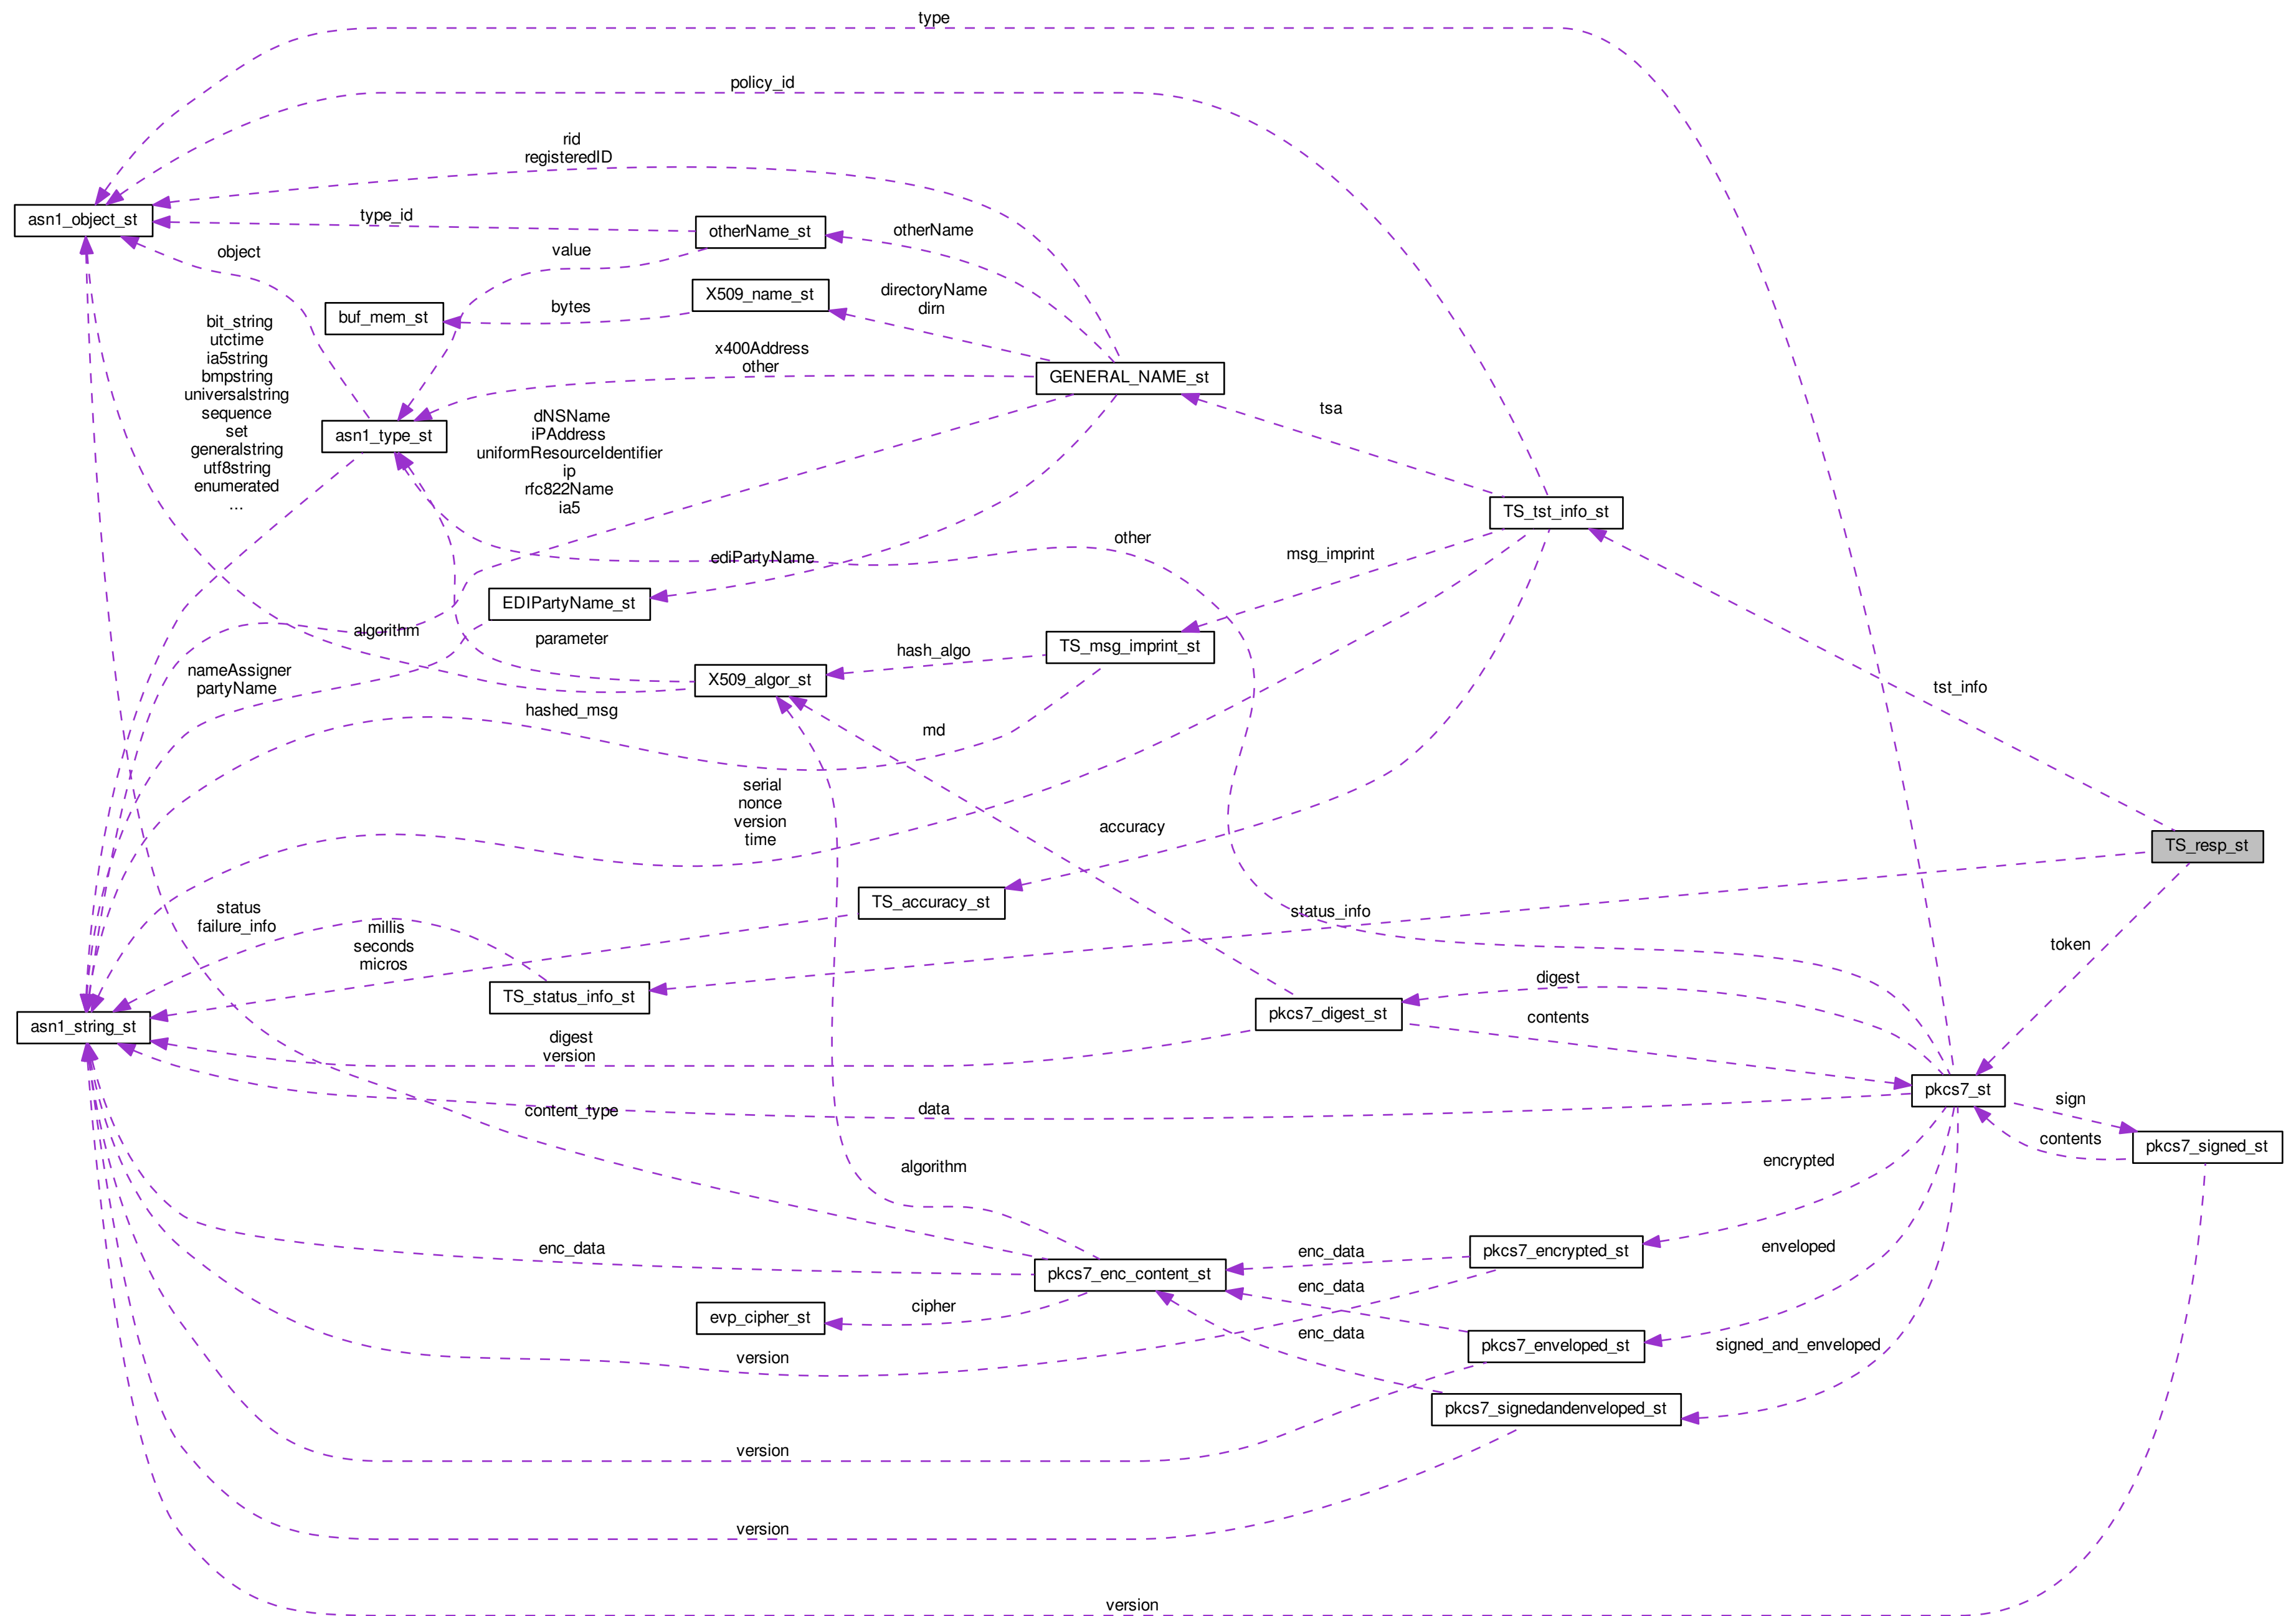 type
policy_id
rid
registeredID
asn1_object_st
type_id
otherName_st
otherName
object
value
X509_name_st
directoryName
dirn
buf_mem_st
bytes
bit_string
utctime
ia5string
bmpstring
universalstring
sequence
set
generalstring
utf8string
enumerated
...
x400Address
other
GENERAL_NAME_st
asn1_type_st
dNSName
iPAddress
uniformResourceIdentifier
ip
rfc822Name
ia5
tsa
TS_tst_info_st
other
ediPartyName
msg_imprint
EDIPartyName_st
algorithm
parameter
TS_msg_imprint_st
hash_algo
nameAssigner
partyName
X509_algor_st
tst_info
hashed_msg
md
serial
nonce
version
time
accuracy
TS_resp_st
TS_accuracy_st
status
failure_info
millis
seconds
micros
status_info
token
TS_status_info_st
digest
asn1_string_st
pkcs7_digest_st
contents
digest
version
pkcs7_st
content_type
data
sign
contents
pkcs7_signed_st
algorithm
encrypted
enc_data
pkcs7_enc_content_st
enc_data
pkcs7_encrypted_st
enveloped
enc_data
evp_cipher_st
cipher
enc_data
pkcs7_enveloped_st
signed_and_enveloped
version
pkcs7_signedandenveloped_st
version
version
version